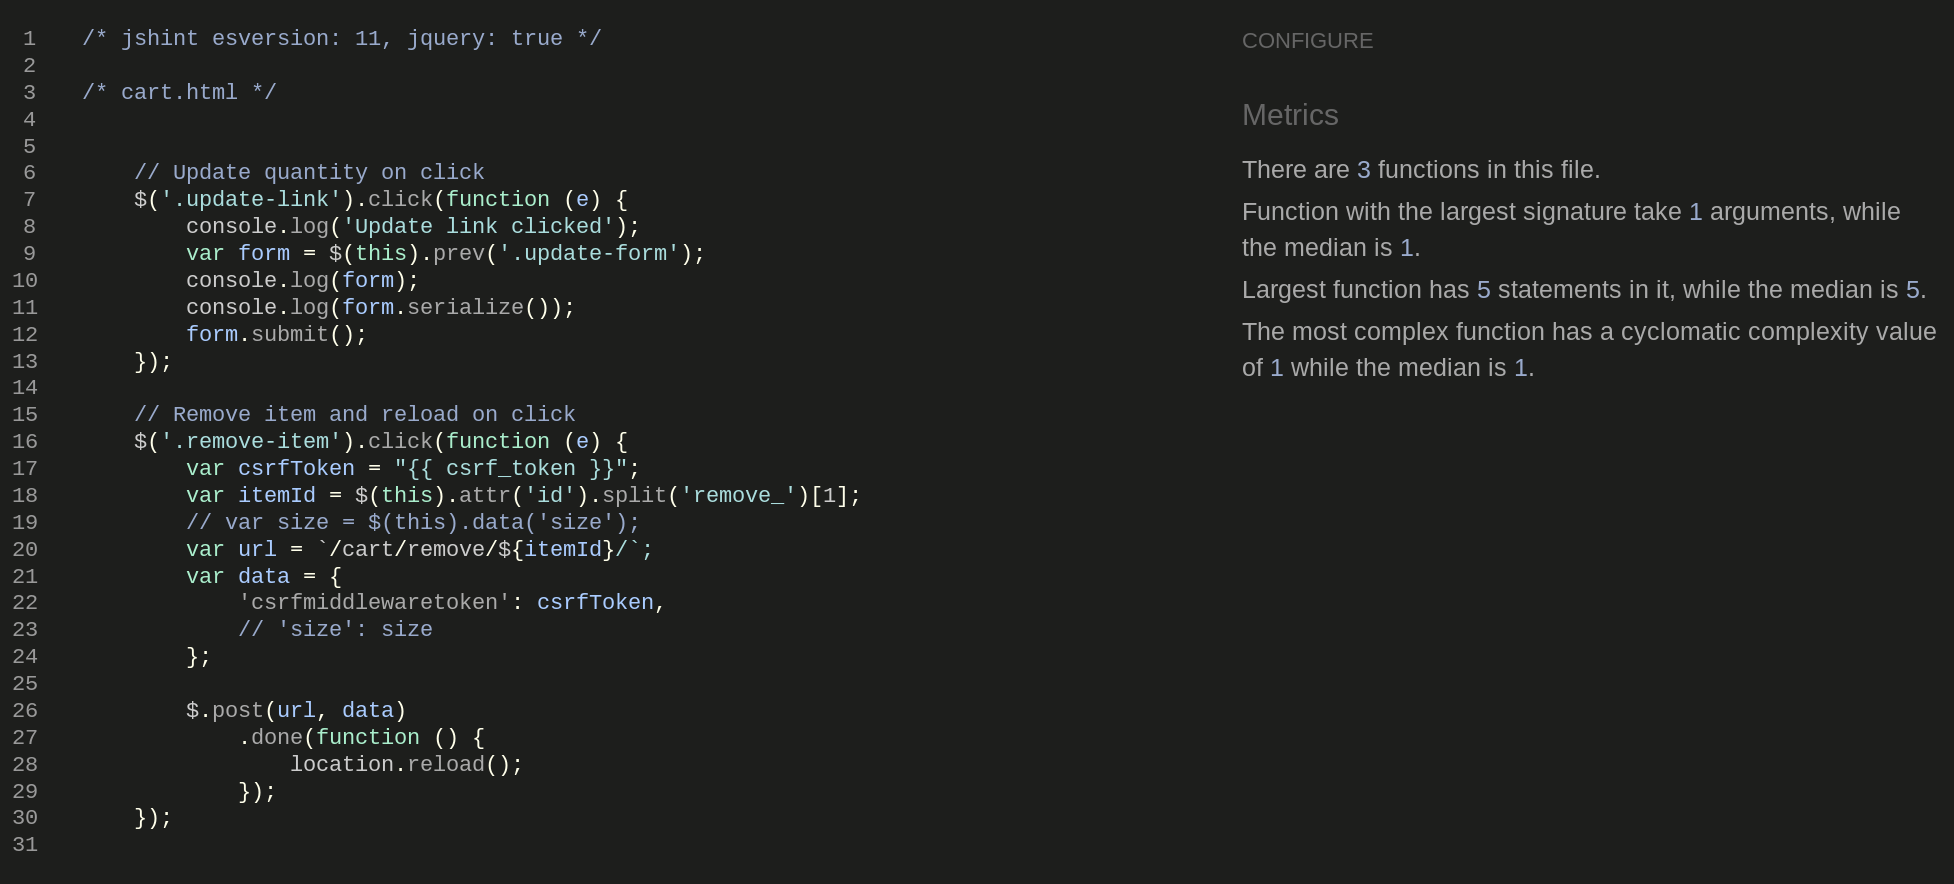 1 /* jshint esversion: 11, jquery: true */
2
3 /* cart.html */
4
5
6 // Update quantity on click
7 $('.update-link').click(function (e) {
8 console.log('Update link clicked');
9 var form = $(this).prev('.update-form');
10 console.log(form);
11 console.log(form.serialize());
12 form.submit();
13 });
14
15 // Remove item and reload on click
16 $('.remove-item').click(function (e) {
17 var csrfToken = "{{ csrf_token }}";
18 var itemId = $(this).attr('id').split('remove_')[1];
19 // var size = $(this).data('size');
20 var url = `/cart/remove/${itemId}/`;
21 var data = {
22 'csrfmiddlewaretoken': csrfToken,
23 // 'size': size
24 };
25
26 $.post(url, data)
27 .done(function () {
28 location.reload();
29 });
30 });
31
CONFIGURE
Metrics
There are 3 functions in this file.
Function with the largest signature take 1 arguments, while
the median is 1.
Largest function has 5 statements in it, while the median is 5.
The most complex function has a cyclomatic complexity value
of 1 while the median is 1.